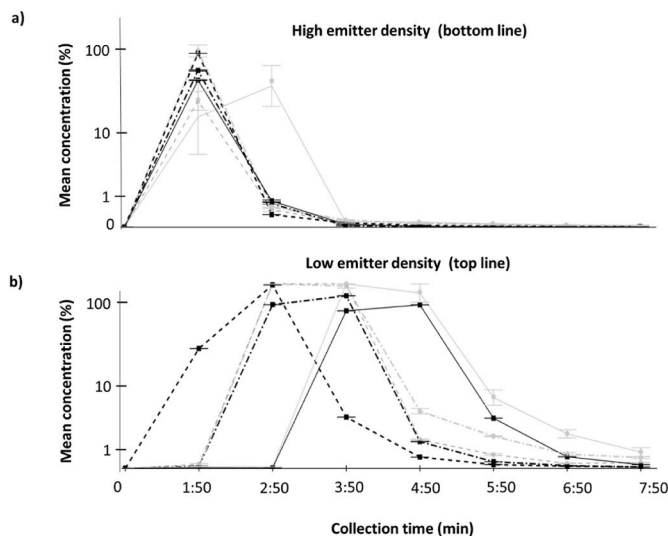 a)
High emitter density (bottom line)
Mean concentration (%)
100
10
1
0
b)
Low emitter density (top line)
Mean concentration (%)
100
10
1
0 1:50 2:50 3:50 4:50 5:50 6:50 7:50
Collection time (min)